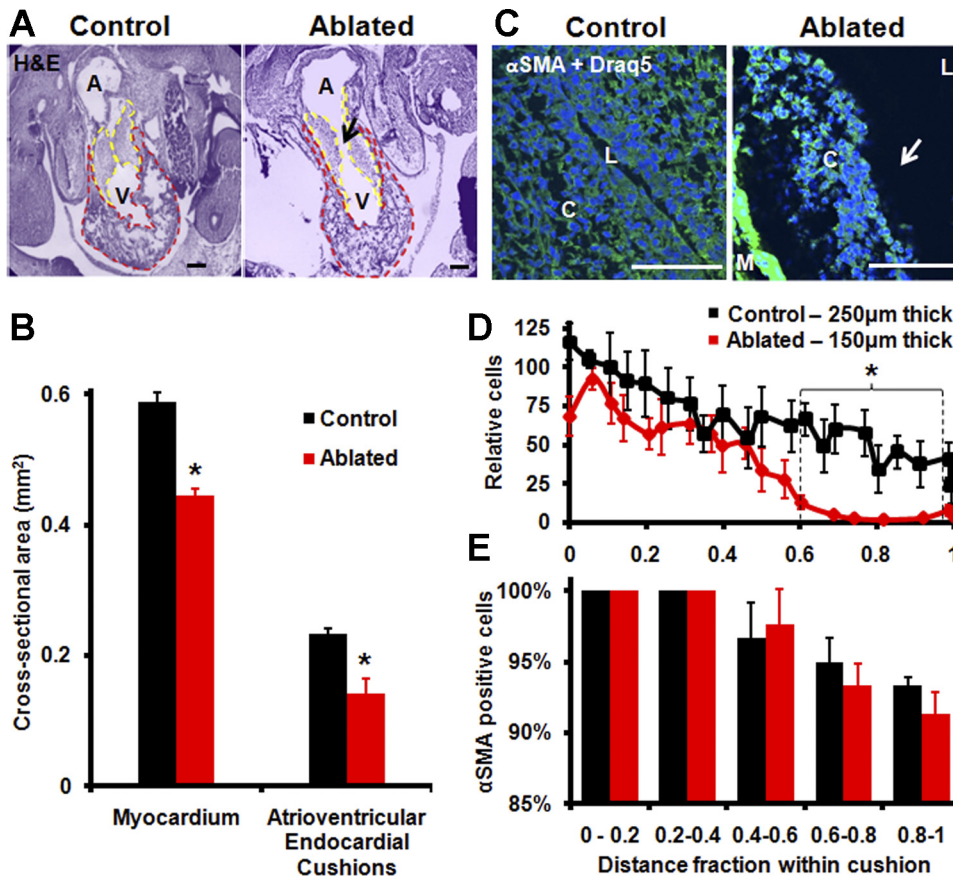 A
Control
Ablated
H&E
A
V
A
V
C
Control
Ablated
αSMA + Draq5
L
C
L
C
M
B
Cross-sectional area (mm²)
0.6
0.4
0.2
0
Control
Ablated
*
*
Myocardium
Atrioventricular
Endocardial
Cushions
D
Control – 250µm thick
Ablated – 150µm thick
*
Relative cells
125
100
75
50
25
0
0
0.2
0.4
0.6
0.8
1
E
αSMA positive cells
100%
95%
90%
85%
0 - 0.2
0.2-0.4
0.4-0.6
0.6-0.8
0.8-1
Distance fraction within cushion